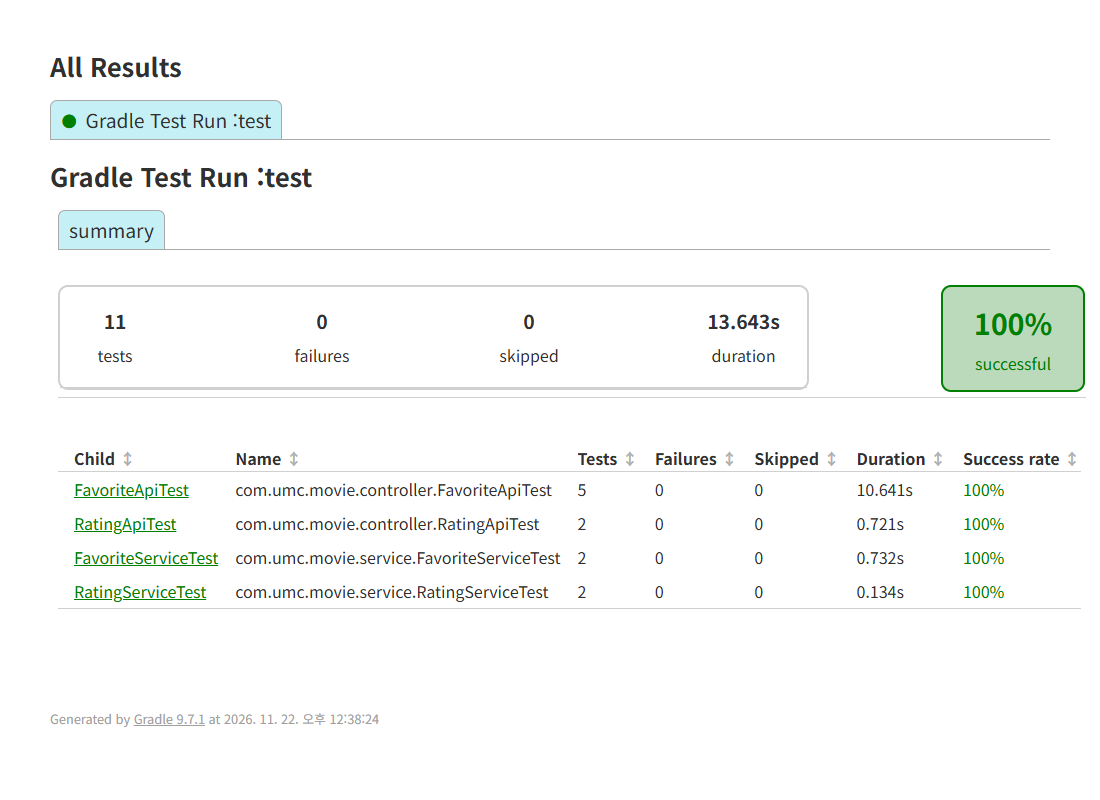 All Results
Gradle Test Run :test
Gradle Test Run :test
summary
11 0 0 13.643s 100%
tests failures skipped duration successful
Child Name Tests Failures Skipped Duration Success rate
FavoriteApiTest com.umc.movie.controller.FavoriteApiTest 5 0 0 10.641s 100%
RatingApiTest com.umc.movie.controller.RatingApiTest 2 0 0 0.721s 100%
FavoriteServiceTest com.umc.movie.service.FavoriteServiceTest 2 0 0 0.732s 100%
RatingServiceTest com.umc.movie.service.RatingServiceTest 2 0 0 0.134s 100%
Generated by Gradle 9.7.1 at 2026. 11. 22. 오후 12:38:24